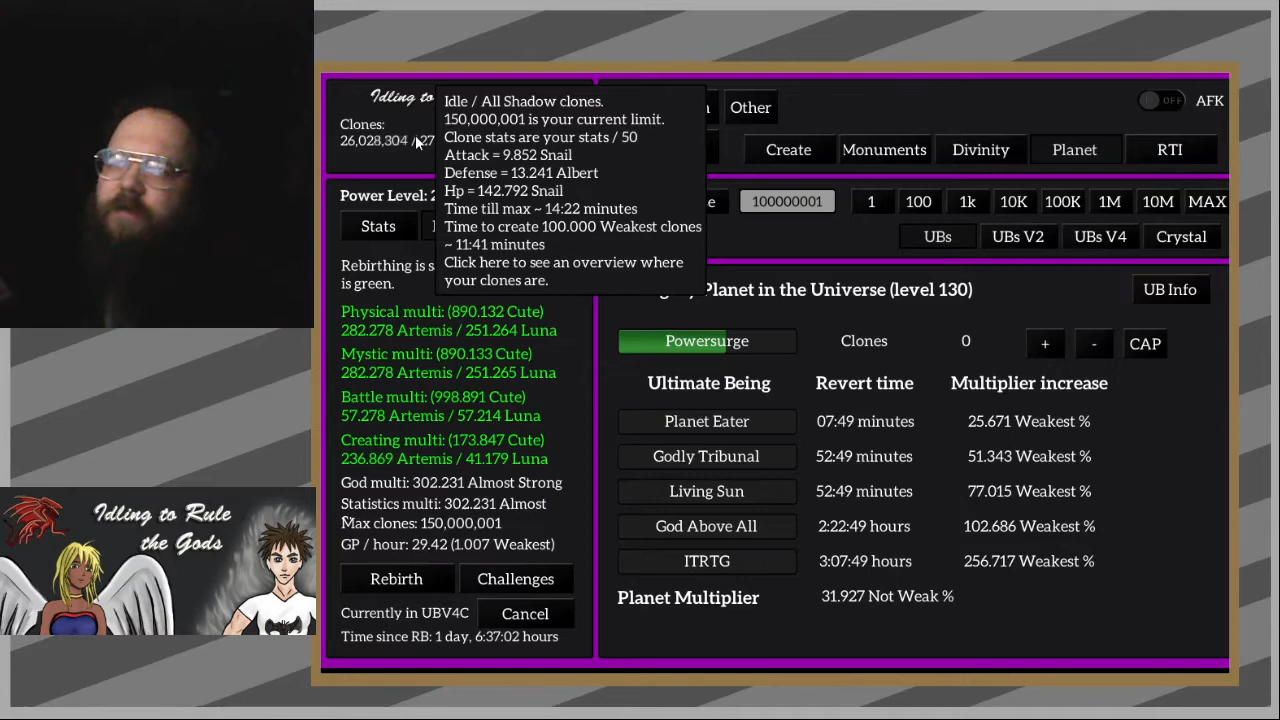 Idling to
Clones:
26,028,304 / 27
Idle / All Shadow clones.
150,000,001 is your current limit.
Clone stats are your stats / 50
Attack = 9.852 Snail
Defense = 13.241 Albert
Hp = 142.792 Snail
Time till max ~ 14:22 minutes
Time to create 100.000 Weakest clones
~ 11:41 minutes
Click here to see an overview where
your clones are.
Other
OFF AFK
Create Monuments Divinity Planet RTI
100000001 1 100 1k 10K 100K 1M 10M MAX
UBs UBs V2 UBs V4 Crystal
Power Level: 2
Stats
Rebirthing is
is green.
Physical multi: (890.132 Cute)
282.278 Artemis / 251.264 Luna
Mystic multi: (890.133 Cute)
282.278 Artemis / 251.265 Luna
Battle multi: (998.891 Cute)
57.278 Artemis / 57.214 Luna
Creating multi: (173.847 Cute)
236.869 Artemis / 41.179 Luna
God multi: 302.231 Almost Strong
Statistics multi: 302.231 Almost
Max clones: 150,000,001
GP / hour: 29.42 (1.007 Weakest)
Rebirth Challenges
Currently in UBV4C Cancel
Time since RB: 1 day, 6:37:02 hours
Planet in the Universe (level 130) UB Info
Powersurge Clones 0 + - CAP
Ultimate Being Revert time Multiplier increase
Planet Eater 07:49 minutes 25.671 Weakest %
Godly Tribunal 52:49 minutes 51.343 Weakest %
Living Sun 52:49 minutes 77.015 Weakest %
God Above All 2:22:49 hours 102.686 Weakest %
ITRTG 3:07:49 hours 256.717 Weakest %
Planet Multiplier 31.927 Not Weak %
Idling to Rule
the Gods